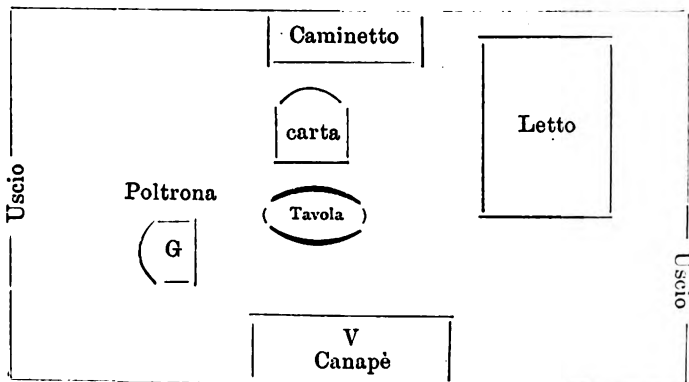 Caminetto
Letto
carta
Uscio
Poltrona
Tavola
G
Uscio
V
Canapè